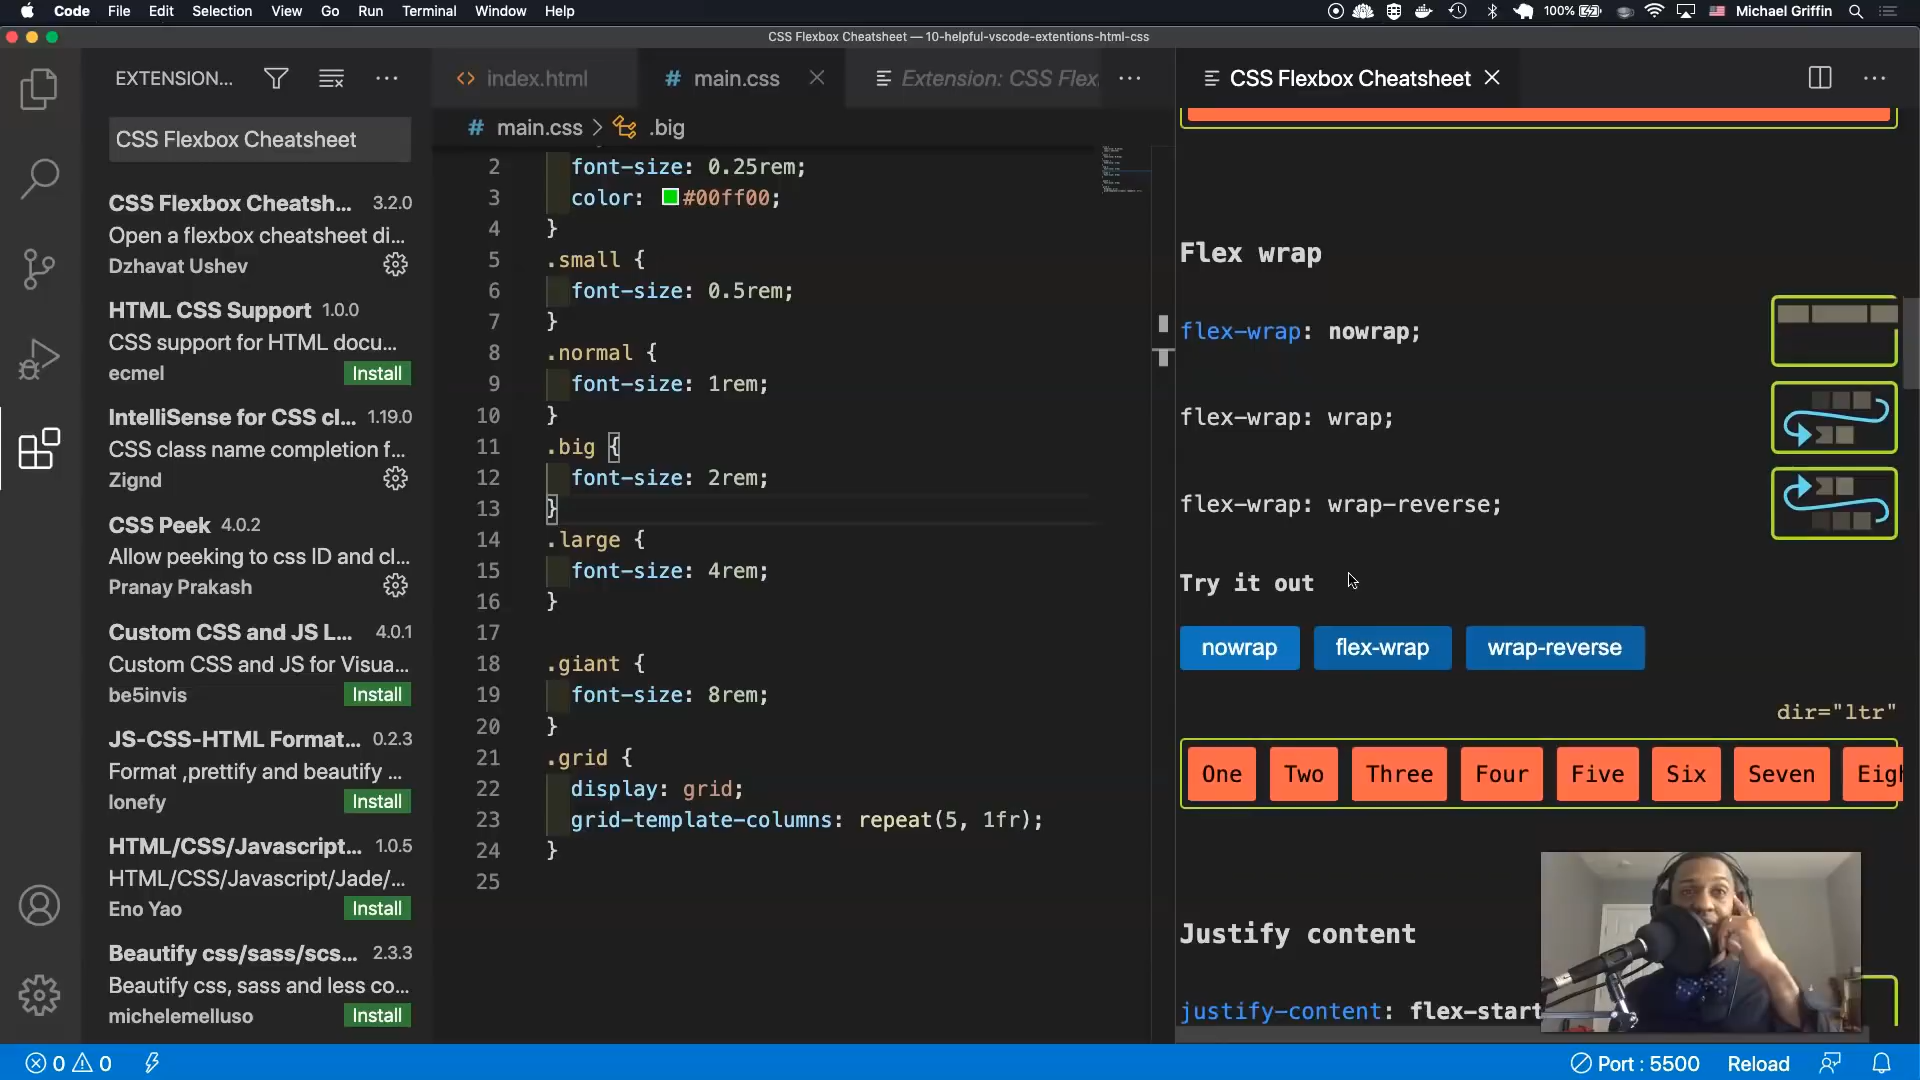 Code File Edit Selection View Go Run Terminal Window Help
100% Michael Griffin
CSS Flexbox Cheatsheet — 10-helpful-vscode-extentions-html-css
EXTENSION...
CSS Flexbox Cheatsheet
CSS Flexbox Cheatsh... 3.2.0
Open a flexbox cheatsheet di...
Dzhavat Ushev
HTML CSS Support 1.0.0
CSS support for HTML docu...
ecmel Install
IntelliSense for CSS cl... 1.19.0
CSS class name completion f...
Zignd
CSS Peek 4.0.2
Allow peeking to css ID and cl...
Pranay Prakash
Custom CSS and JS L... 4.0.1
Custom CSS and JS for Visua...
be5invis Install
JS-CSS-HTML Format... 0.2.3
Format ,prettify and beautify ...
lonefy Install
HTML/CSS/Javascript... 1.0.5
HTML/CSS/Javascript/Jade/...
Eno Yao Install
Beautify css/sass/scs... 2.3.3
Beautify css, sass and less co...
michelemelluso Install
index.html # main.css Extension: CSS Flex
# main.css > .big
2 font-size: 0.25rem;
3 color: #00ff00;
4 }
5 .small {
6 font-size: 0.5rem;
7 }
8 .normal {
9 font-size: 1rem;
10 }
11 .big {
12 font-size: 2rem;
13 }
14 .large {
15 font-size: 4rem;
16 }
17
18 .giant {
19 font-size: 8rem;
20 }
21 .grid {
22 display: grid;
23 grid-template-columns: repeat(5, 1fr);
24 }
25
CSS Flexbox Cheatsheet
Flex wrap
flex-wrap: nowrap;
flex-wrap: wrap;
flex-wrap: wrap-reverse;
Try it out
nowrap flex-wrap wrap-reverse
dir="ltr"
One Two Three Four Five Six Seven Eigh
Justify content
justify-content: flex-start
0 0
Port : 5500 Reload